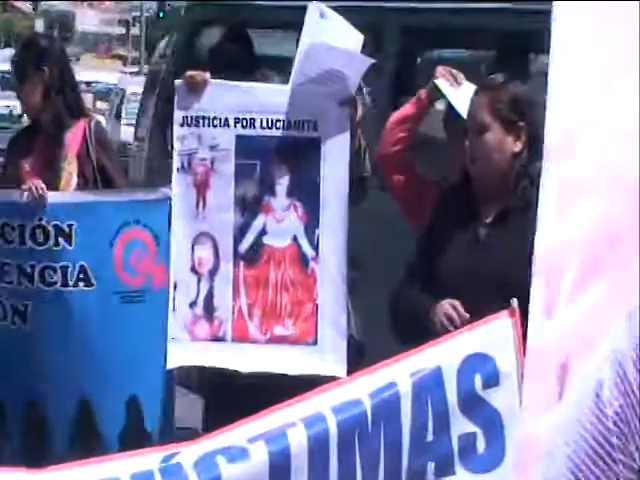 JUSTICIA POR LUCIANITA
CIÓN
ENCIA
ÓN
VÍCTIMAS